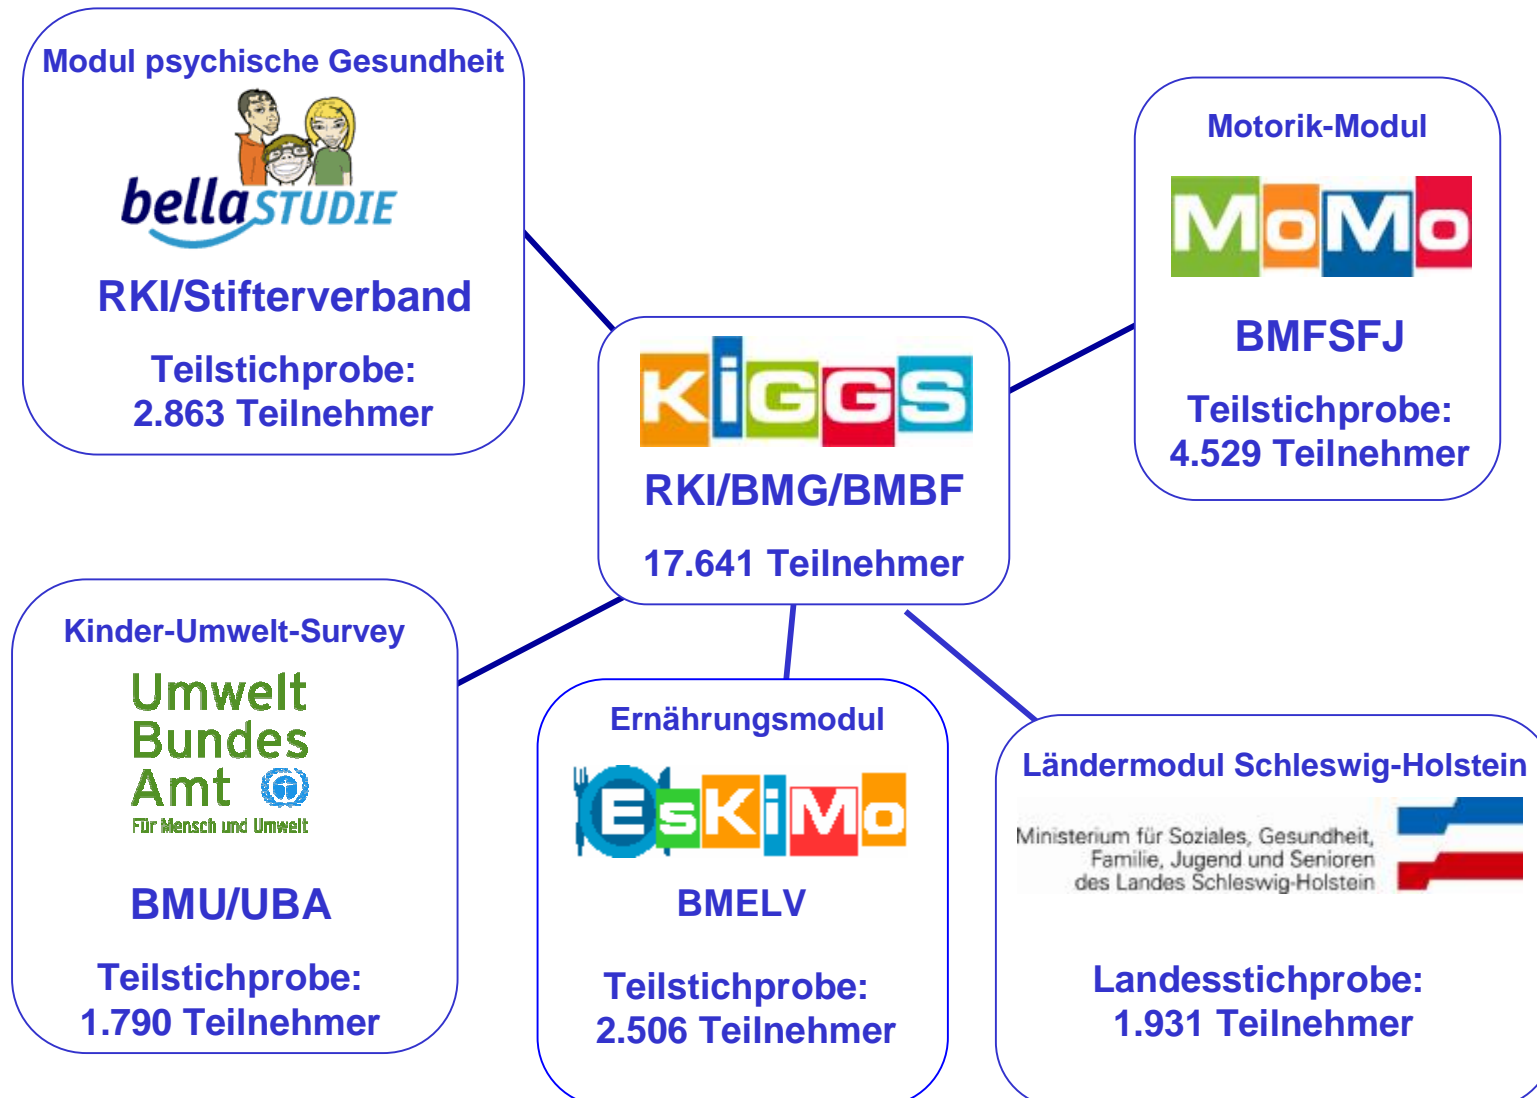 Modul psychische Gesundheit
bella STUDIE
RKI/Stifterverband
Teilstichprobe:
2.863 Teilnehmer
Motorik-Modul
MoMo
BMFSFJ
Teilstichprobe:
4.529 Teilnehmer
KiGGS
RKI/BMG/BMBF
17.641 Teilnehmer
Kinder-Umwelt-Survey
Umwelt
Bundes
Amt
Für Mensch und Umwelt
BMU/UBA
Teilstichprobe:
1.790 Teilnehmer
Ernährungsmodul
EsKiMo
BMELV
Teilstichprobe:
2.506 Teilnehmer
Ländermodul Schleswig-Holstein
Ministerium für Soziales, Gesundheit,
Familie, Jugend und Senioren
des Landes Schleswig-Holstein
Landesstichprobe:
1.931 Teilnehmer